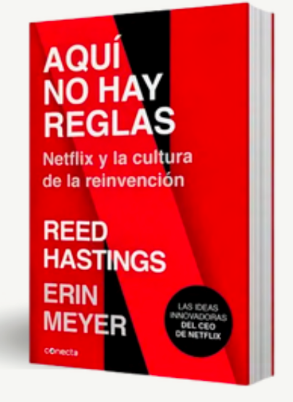 AQUÍ
NO HAY
REGLAS
Netflix y la cultura
de la reinvención
REED
HASTINGS
ERIN
MEYER
LAS IDEAS
INNOVADORAS
DEL CEO
DE NETFLIX
conecta